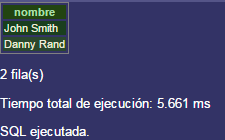 nombre
John Smith
Danny Rand
2 fila(s)
Tiempo total de ejecución: 5.661 ms
SQL ejecutada.